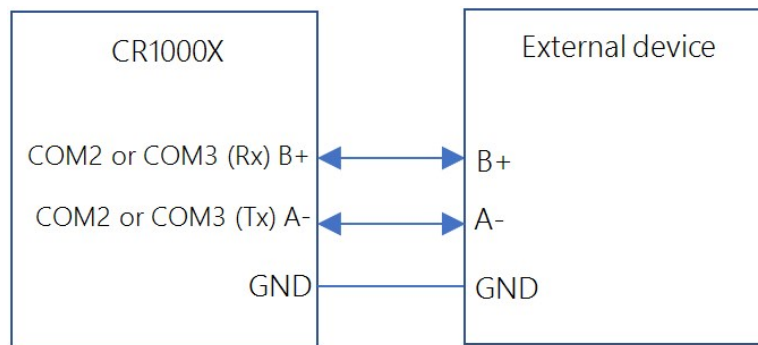 CR1000X
External device
COM2 or COM3 (Rx) B+
B+
COM2 or COM3 (Tx) A-
A-
GND
GND